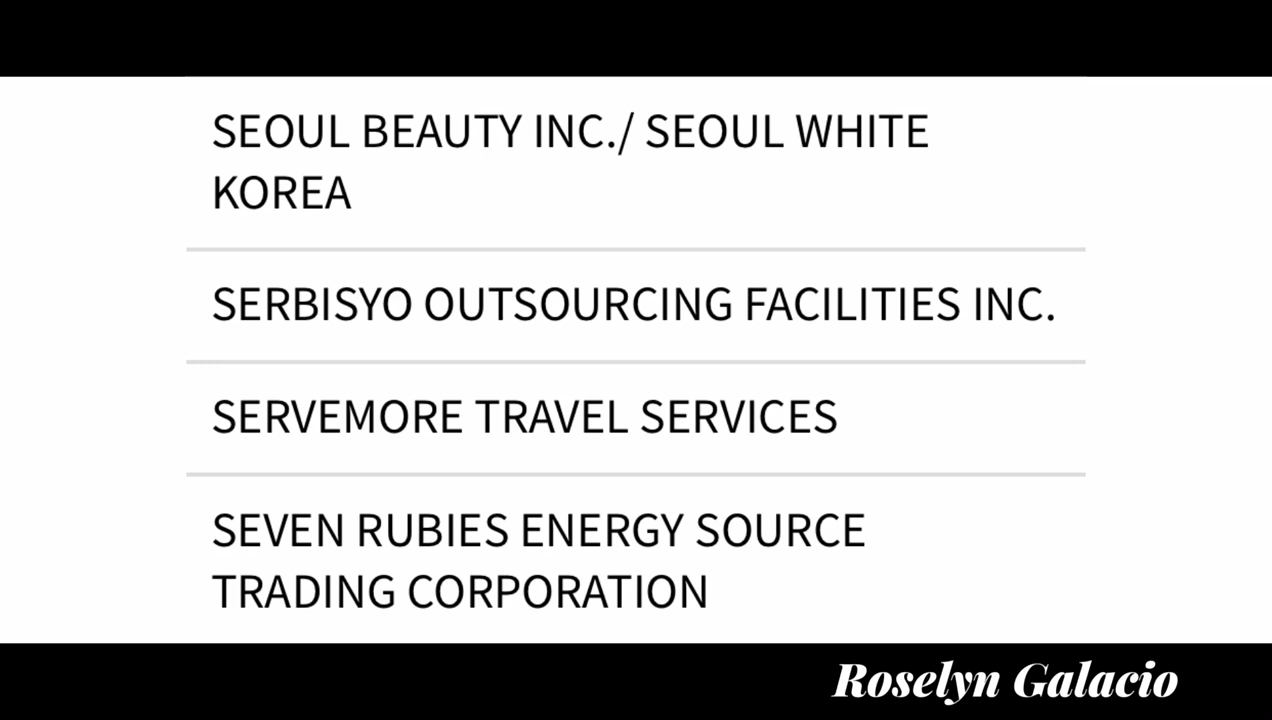 SEOUL BEAUTY INC./ SEOUL WHITE
KOREA
SERBISYO OUTSOURCING FACILITIES INC.
SERVEMORE TRAVEL SERVICES
SEVEN RUBIES ENERGY SOURCE
TRADING CORPORATION
Roselyn Galacio